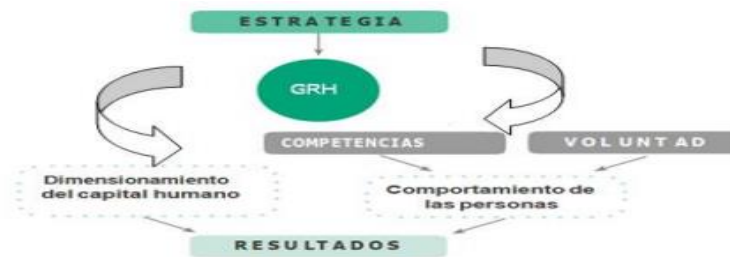 ESTRATEGIA
GRH
COMPETENCIAS
VOLUNTAD
Dimensionamiento
del capital humano
Comportamiento de
las personas
RESULTADOS